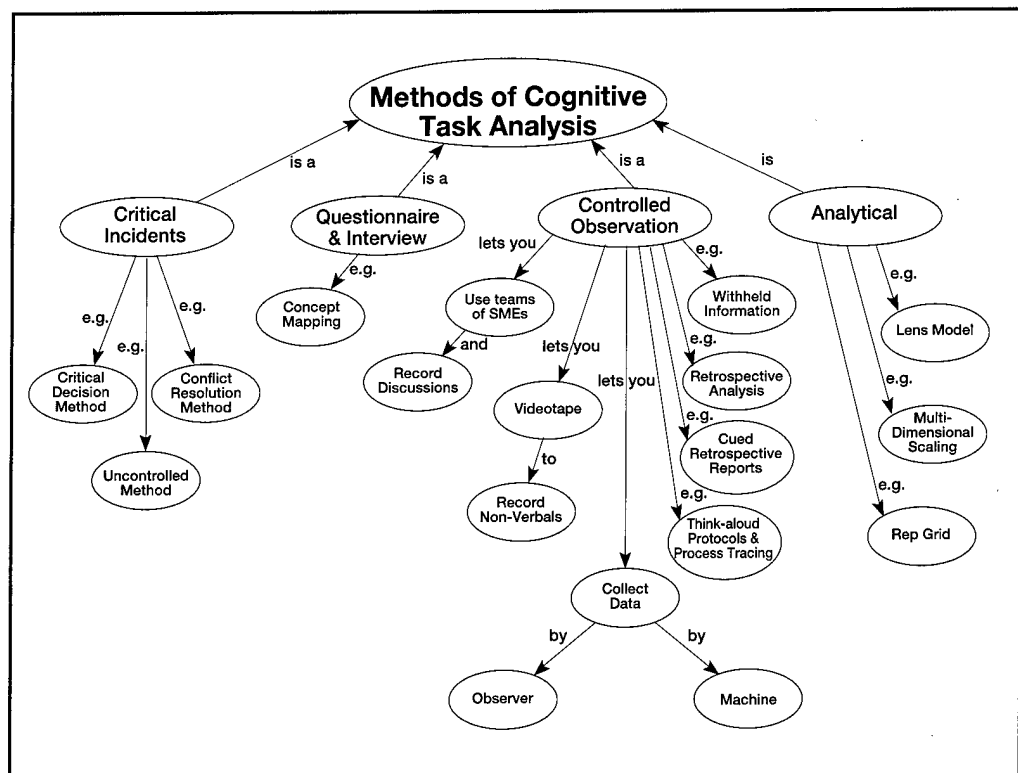 Methods of Cognitive
Task Analysis
is a
is a
is a
is
Critical
Incidents
Questionnaire
& Interview
Controlled
Observation
Analytical
lets you
e.g.
e.g.
e.g.
Concept
Mapping
Use teams
of SMEs
Withheld
Information
e.g.
e.g.
e.g.
and
lets you
lets you
e.g.
Lens Model
Critical
Decision
Method
Conflict
Resolution
Method
Record
Discussions
Retrospective
Analysis
e.g.
Videotape
e.g.
Multi-
Dimensional
Scaling
Uncontrolled
Method
to
Cued
Retrospective
Reports
e.g.
e.g.
Record
Non-Verbals
Think-aloud
Protocols &
Process Tracing
Rep Grid
Collect
Data
by
by
Observer
Machine